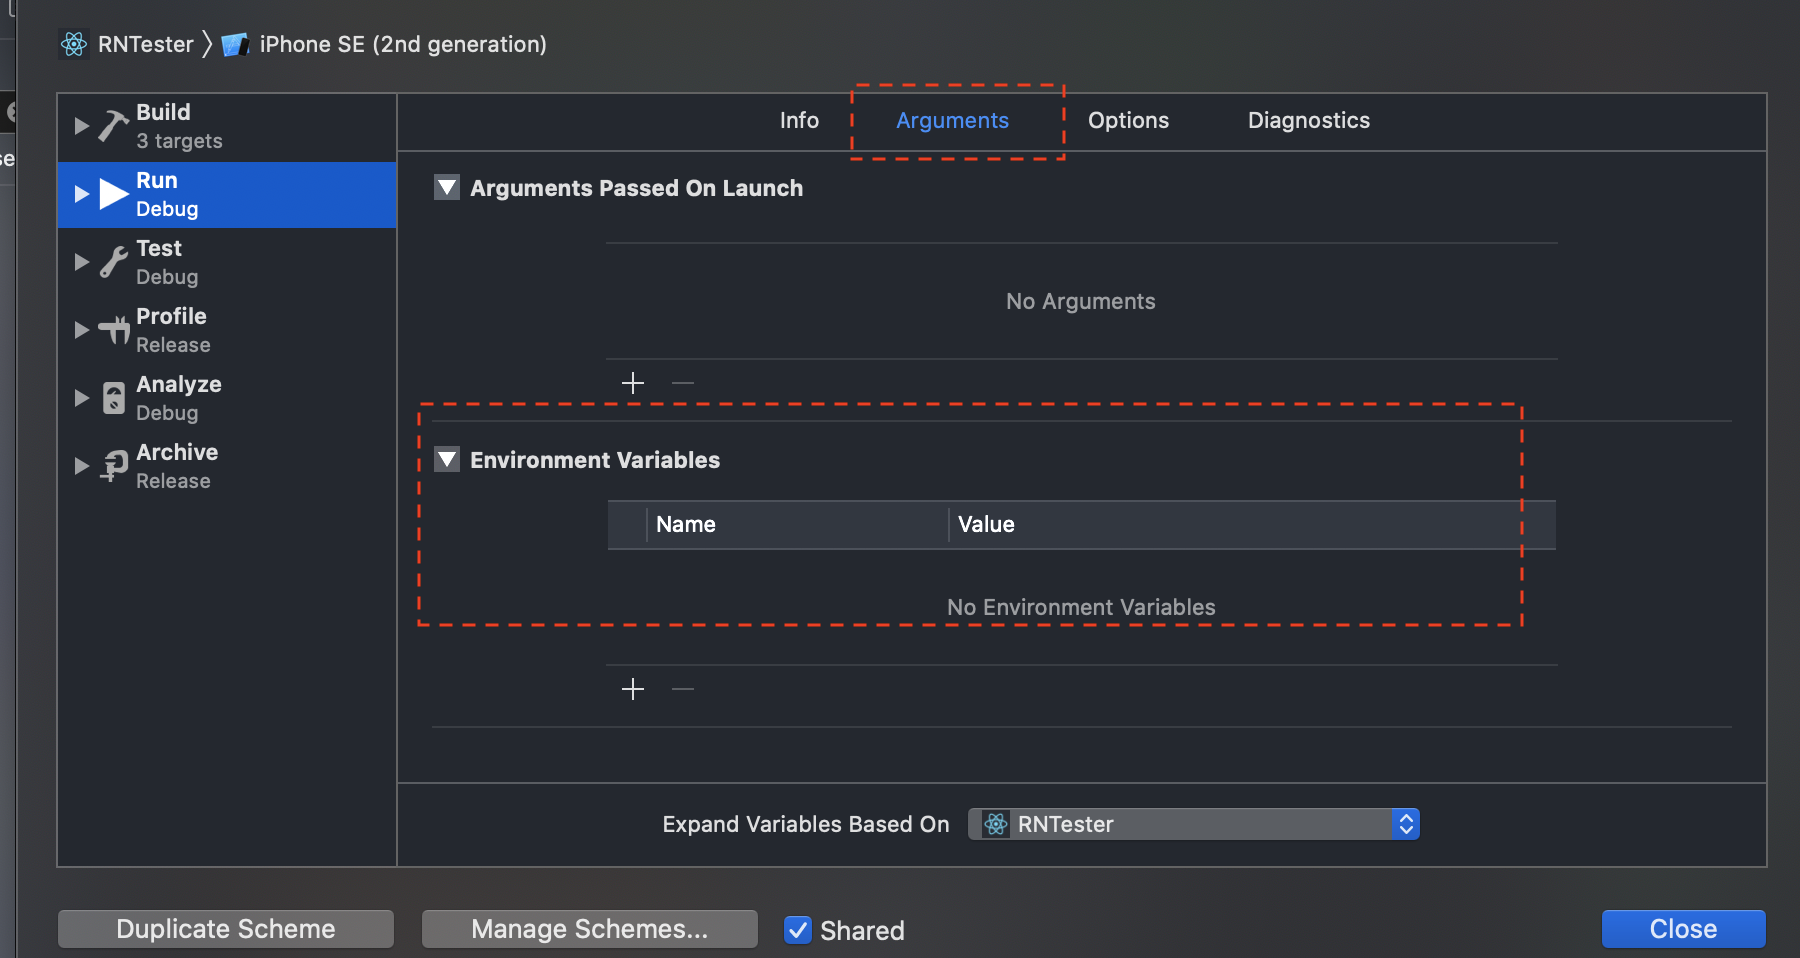 RNTester
iPhone SE (2nd generation)
Build
3 targets
Run
Debug
Test
Debug
Profile
Release
Analyze
Debug
Archive
Release
Info
Arguments
Options
Diagnostics
Arguments Passed On Launch
No Arguments
Environment Variables
Name
Value
No Environment Variables
Expand Variables Based On
RNTester
Duplicate Scheme
Manage Schemes...
Shared
Close